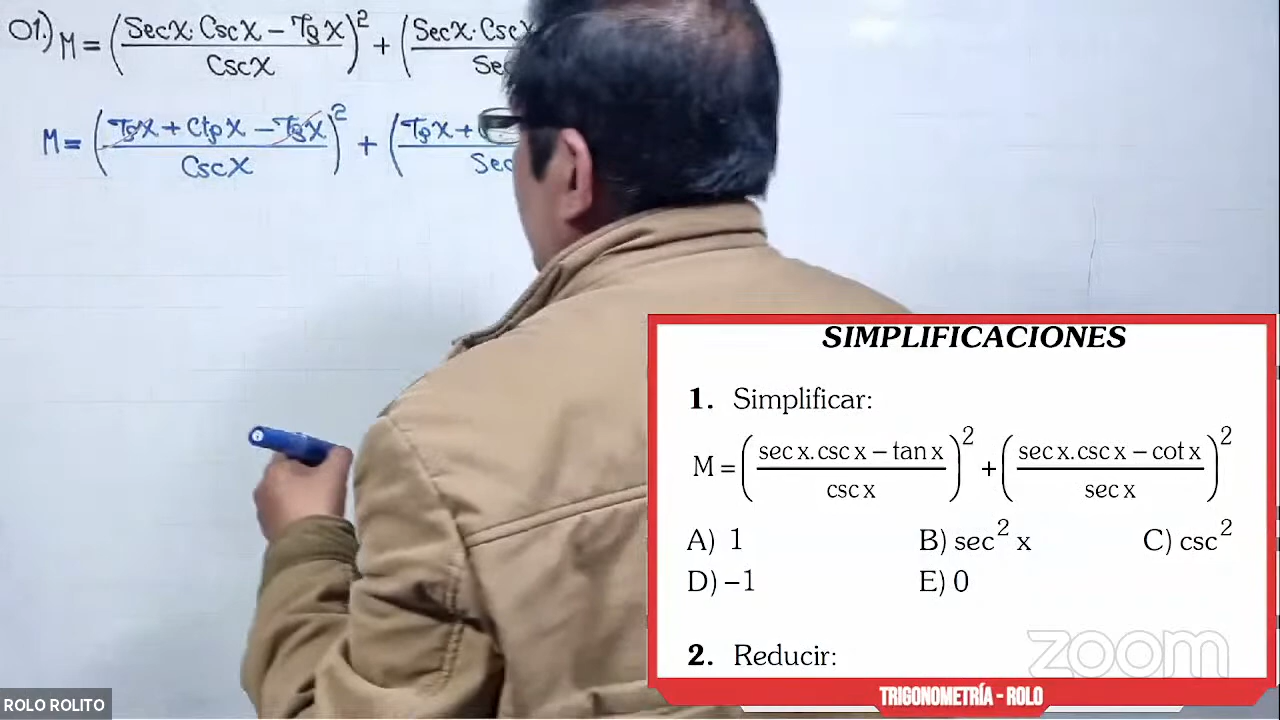 01.) M = (SecX·CscX - TgX / CscX)² + (SecX·CscX
M = (TgX + CtgX - TgX / CscX)² + (TgX +
SIMPLIFICACIONES
1. Simplificar:
M = (sec x.csc x - tan x / csc x)² + (sec x.csc x - cot x / sec x)²
A) 1 B) sec² x C) csc²
D) -1 E) 0
2. Reducir:
zoom
TRIGONOMETRÍA - ROLO
ROLO ROLITO